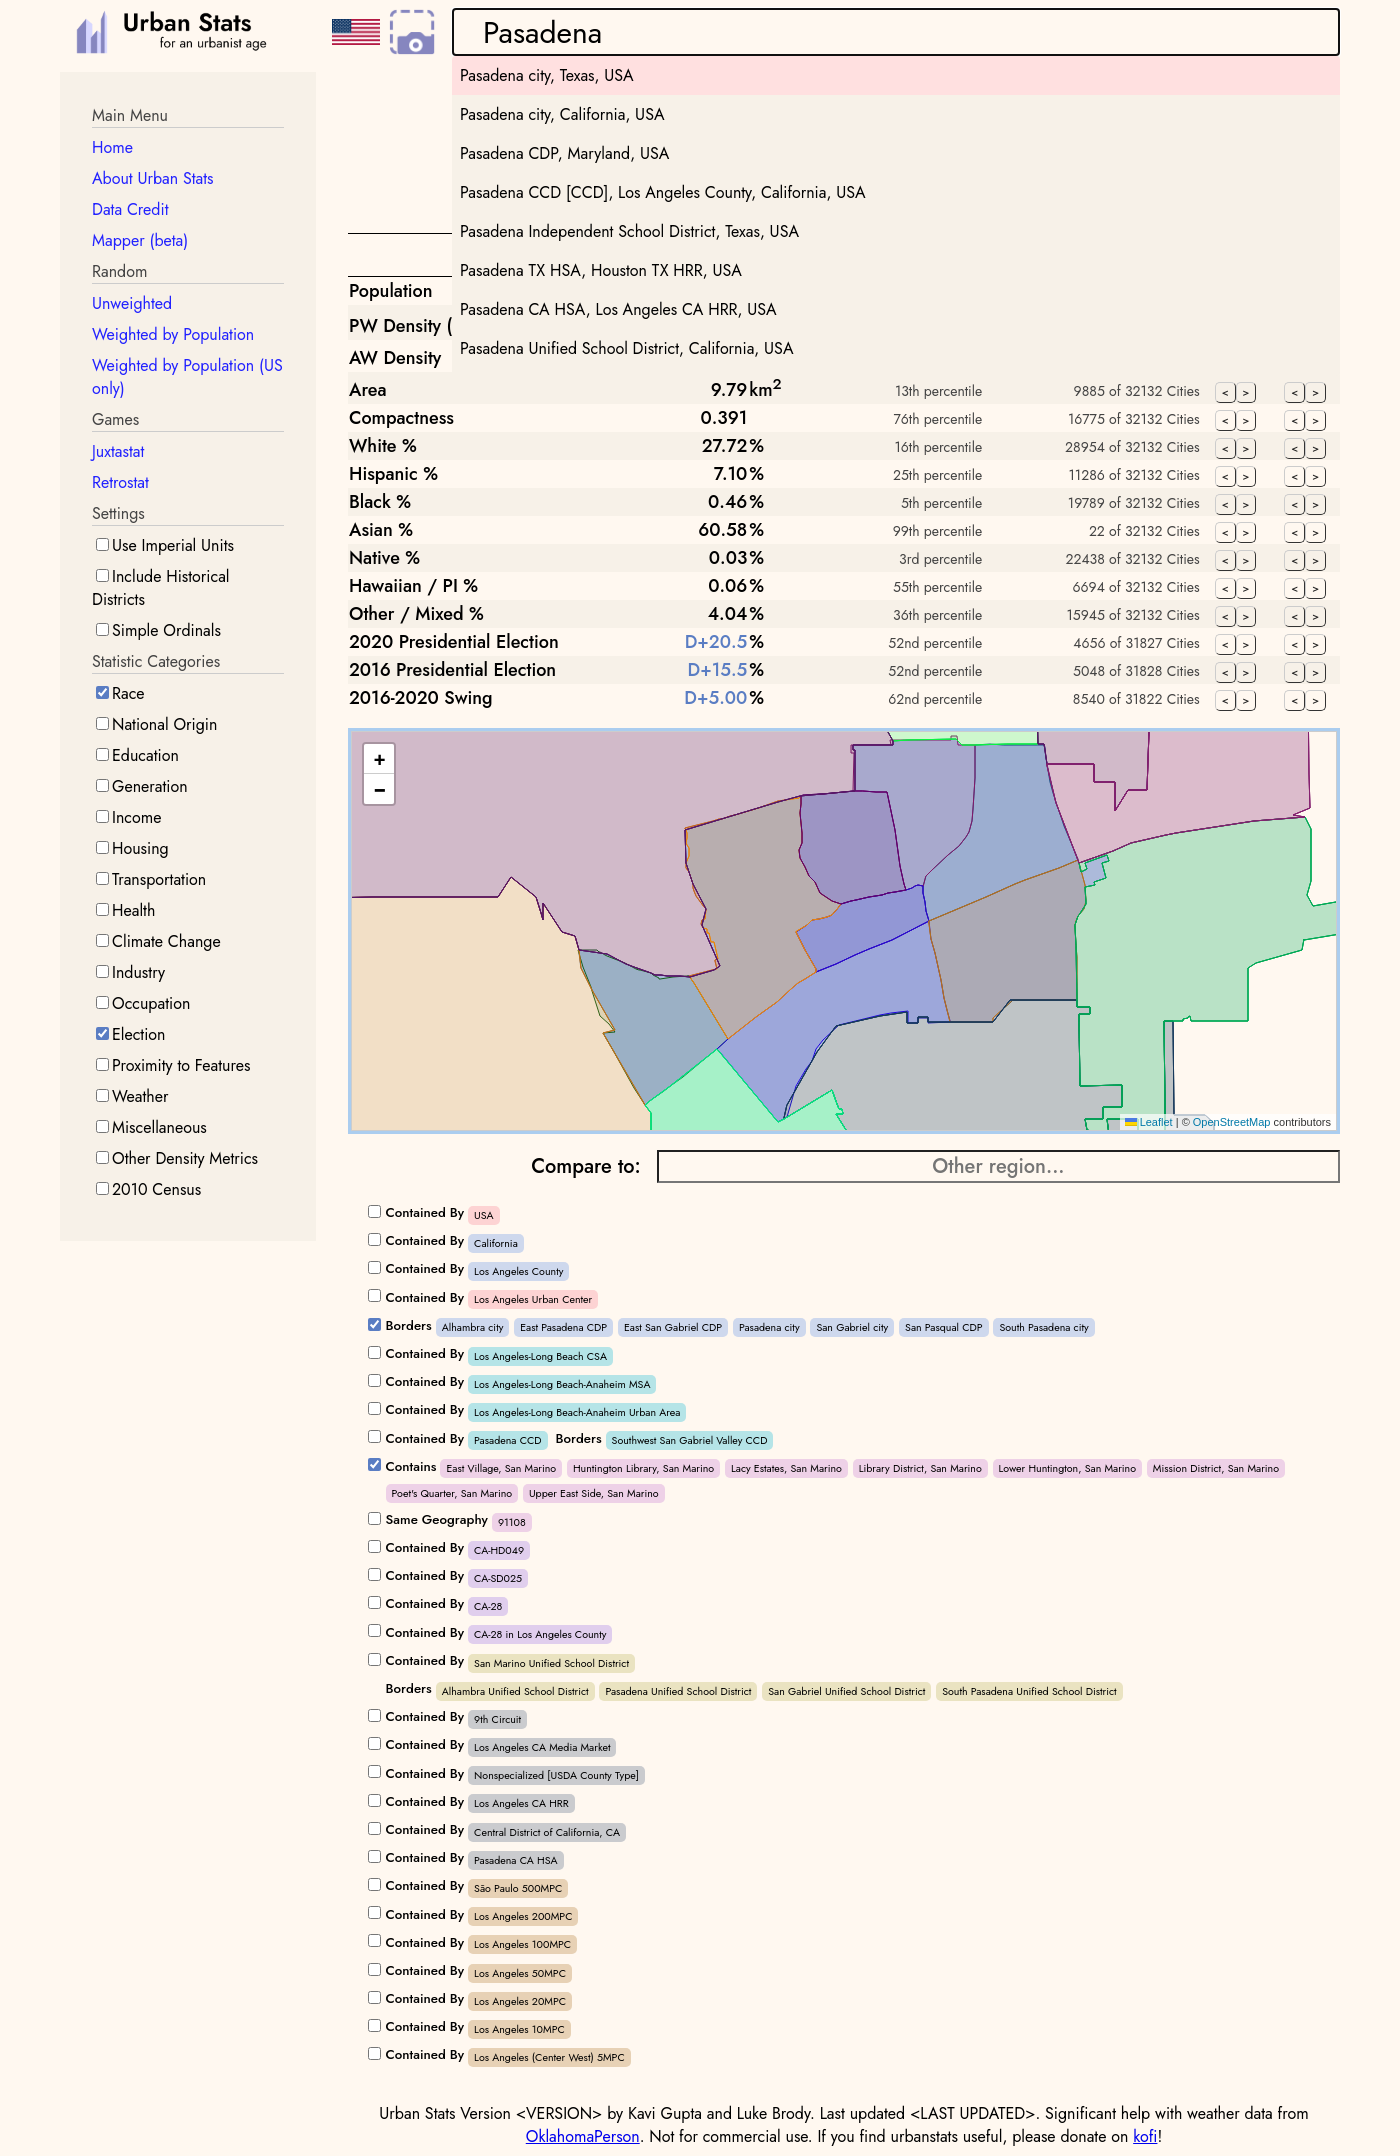 Urban Stats
for an urbanist age
Pasadena
Pasadena city, Texas, USA
Pasadena city, California, USA
Pasadena CDP, Maryland, USA
Pasadena CCD [CCD], Los Angeles County, California, USA
Pasadena Independent School District, Texas, USA
Pasadena TX HSA, Houston TX HRR, USA
Pasadena CA HSA, Los Angeles CA HRR, USA
Pasadena Unified School District, California, USA
Main Menu
Home
About Urban Stats
Data Credit
Mapper (beta)
Random
Unweighted
Weighted by Population
Weighted by Population (US
only)
Games
Juxtastat
Retrostat
Settings
Use Imperial Units
Include Historical
Districts
Simple Ordinals
Statistic Categories
Race
National Origin
Education
Generation
Income
Housing
Transportation
Health
Climate Change
Industry
Occupation
Election
Proximity to Features
Weather
Miscellaneous
Other Density Metrics
2010 Census
Population
PW Density (
AW Density
Area 9.79 km2 13th percentile 9885 of 32132 Cities < > < >
Compactness 0.391 76th percentile 16775 of 32132 Cities < > < >
White % 27.72% 16th percentile 28954 of 32132 Cities < > < >
Hispanic % 7.10% 25th percentile 11286 of 32132 Cities < > < >
Black % 0.46% 5th percentile 19789 of 32132 Cities < > < >
Asian % 60.58% 99th percentile 22 of 32132 Cities < > < >
Native % 0.03% 3rd percentile 22438 of 32132 Cities < > < >
Hawaiian / PI % 0.06% 55th percentile 6694 of 32132 Cities < > < >
Other / Mixed % 4.04% 36th percentile 15945 of 32132 Cities < > < >
2020 Presidential Election D+20.5% 52nd percentile 4656 of 31827 Cities < > < >
2016 Presidential Election D+15.5% 52nd percentile 5048 of 31828 Cities < > < >
2016-2020 Swing D+5.00% 62nd percentile 8540 of 31822 Cities < > < >
+
−
Leaflet | © OpenStreetMap contributors
Compare to: Other region...
Contained By USA
Contained By California
Contained By Los Angeles County
Contained By Los Angeles Urban Center
Borders Alhambra city East Pasadena CDP East San Gabriel CDP Pasadena city San Gabriel city San Pasqual CDP South Pasadena city
Contained By Los Angeles-Long Beach CSA
Contained By Los Angeles-Long Beach-Anaheim MSA
Contained By Los Angeles-Long Beach-Anaheim Urban Area
Contained By Pasadena CCD Borders Southwest San Gabriel Valley CCD
Contains East Village, San Marino Huntington Library, San Marino Lacy Estates, San Marino Library District, San Marino Lower Huntington, San Marino Mission District, San Marino
Poet's Quarter, San Marino Upper East Side, San Marino
Same Geography 91108
Contained By CA-HD049
Contained By CA-SD025
Contained By CA-28
Contained By CA-28 in Los Angeles County
Contained By San Marino Unified School District
Borders Alhambra Unified School District Pasadena Unified School District San Gabriel Unified School District South Pasadena Unified School District
Contained By 9th Circuit
Contained By Los Angeles CA Media Market
Contained By Nonspecialized [USDA County Type]
Contained By Los Angeles CA HRR
Contained By Central District of California, CA
Contained By Pasadena CA HSA
Contained By São Paulo 500MPC
Contained By Los Angeles 200MPC
Contained By Los Angeles 100MPC
Contained By Los Angeles 50MPC
Contained By Los Angeles 20MPC
Contained By Los Angeles 10MPC
Contained By Los Angeles (Center West) 5MPC
Urban Stats Version <VERSION> by Kavi Gupta and Luke Brody. Last updated <LAST UPDATED>. Significant help with weather data from
OklahomaPerson. Not for commercial use. If you find urbanstats useful, please donate on kofi!